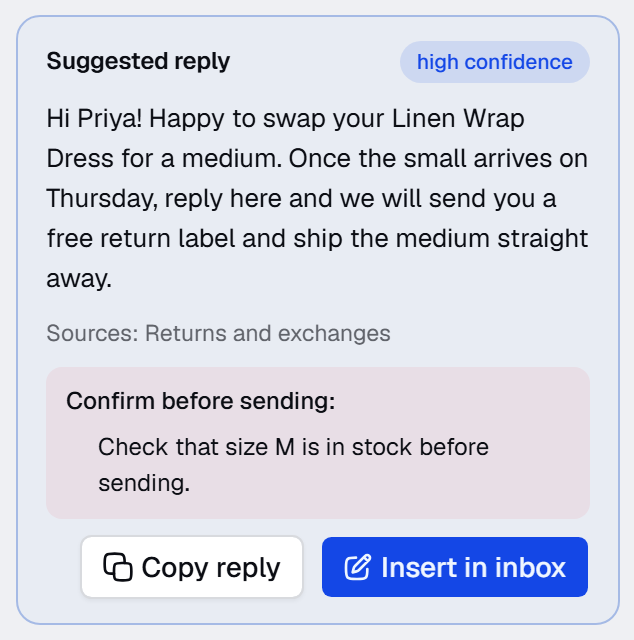 Suggested reply
high confidence
Hi Priya! Happy to swap your Linen Wrap
Dress for a medium. Once the small arrives on
Thursday, reply here and we will send you a
free return label and ship the medium straight
away.
Sources: Returns and exchanges
Confirm before sending:
Check that size M is in stock before
sending.
Copy reply
Insert in inbox